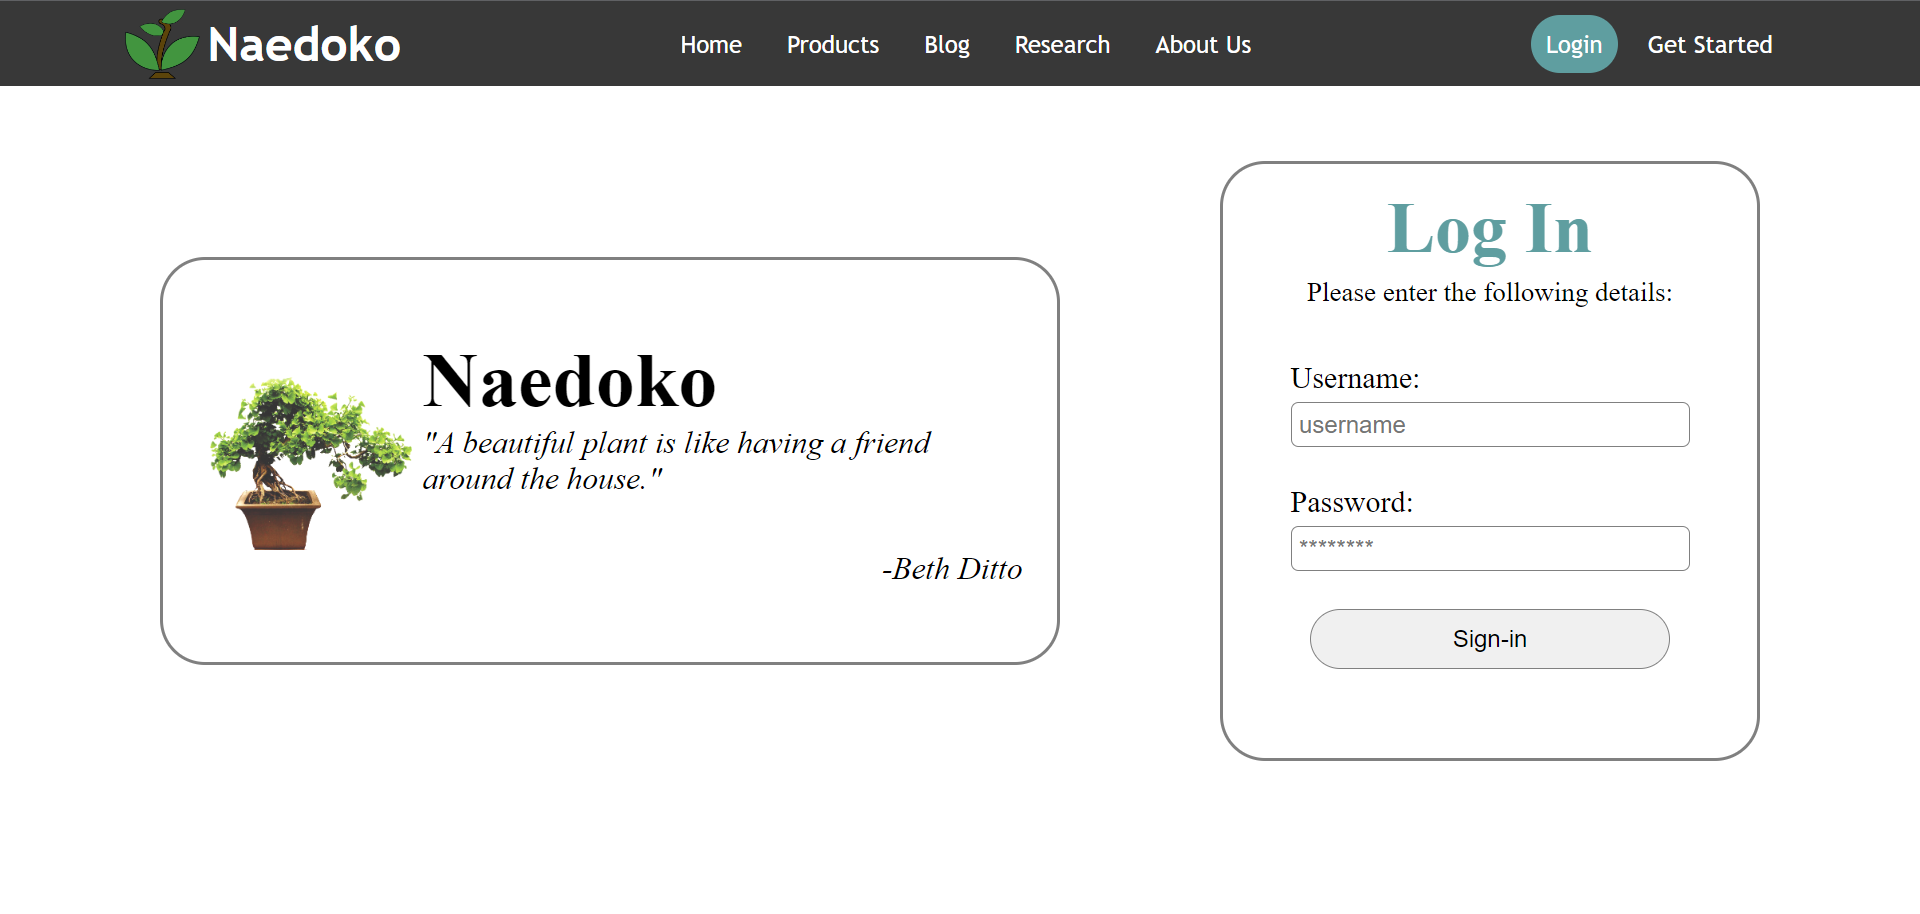 Naedoko
Home
Products
Blog
Research
About Us
Login
Get Started
Naedoko
"A beautiful plant is like having a friend
around the house."
-Beth Ditto
Log In
Please enter the following details:
Username:
username
Password:
********
Sign-in